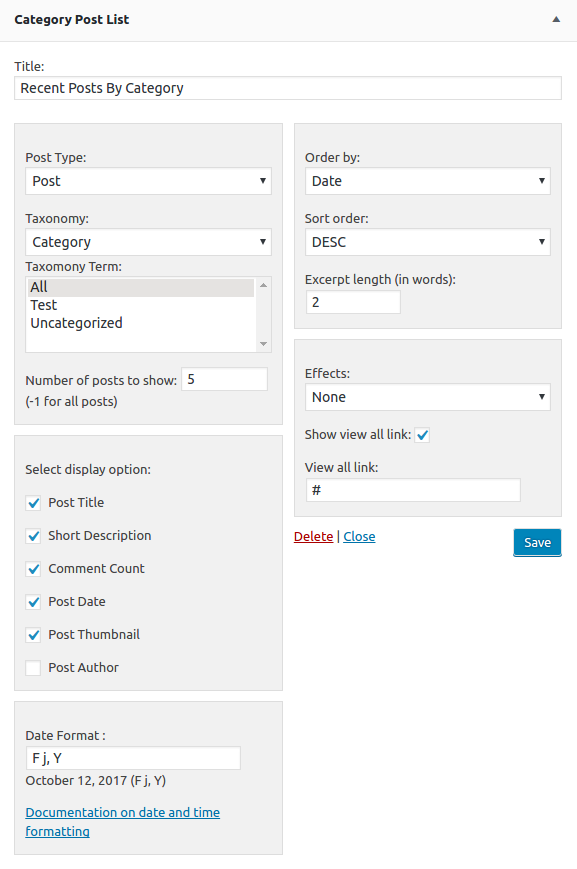 Category Post List
Title:
Recent Posts By Category
Post Type:
Post
Taxonomy:
Category
Taxomony Term:
All
Test
Uncategorized
Number of posts to show: 5
(-1 for all posts)
Select display option:
Post Title
Short Description
Comment Count
Post Date
Post Thumbnail
Post Author
Date Format :
F j, Y
October 12, 2017 (F j, Y)
Documentation on date and time
formatting
Order by:
Date
Sort order:
DESC
Excerpt length (in words):
2
Effects:
None
Show view all link:
View all link:
#
Delete | Close
Save